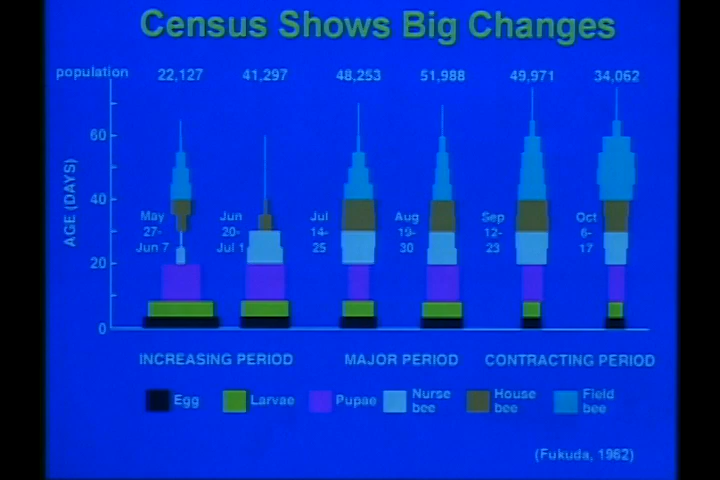 Census Shows Big Changes
population 22,127 41,297 48,253 51,988 49,971 34,062
60
40
20
0
AGE (DAYS)
May 27- Jun 7
Jun 20- Jul 1
Jul 14- 25
Aug 19- 30
Sep 12- 23
Oct 6- 17
INCREASING PERIOD MAJOR PERIOD CONTRACTING PERIOD
Egg Larvae Pupae Nurse bee House bee Field bee
(Fukuda, 1962)